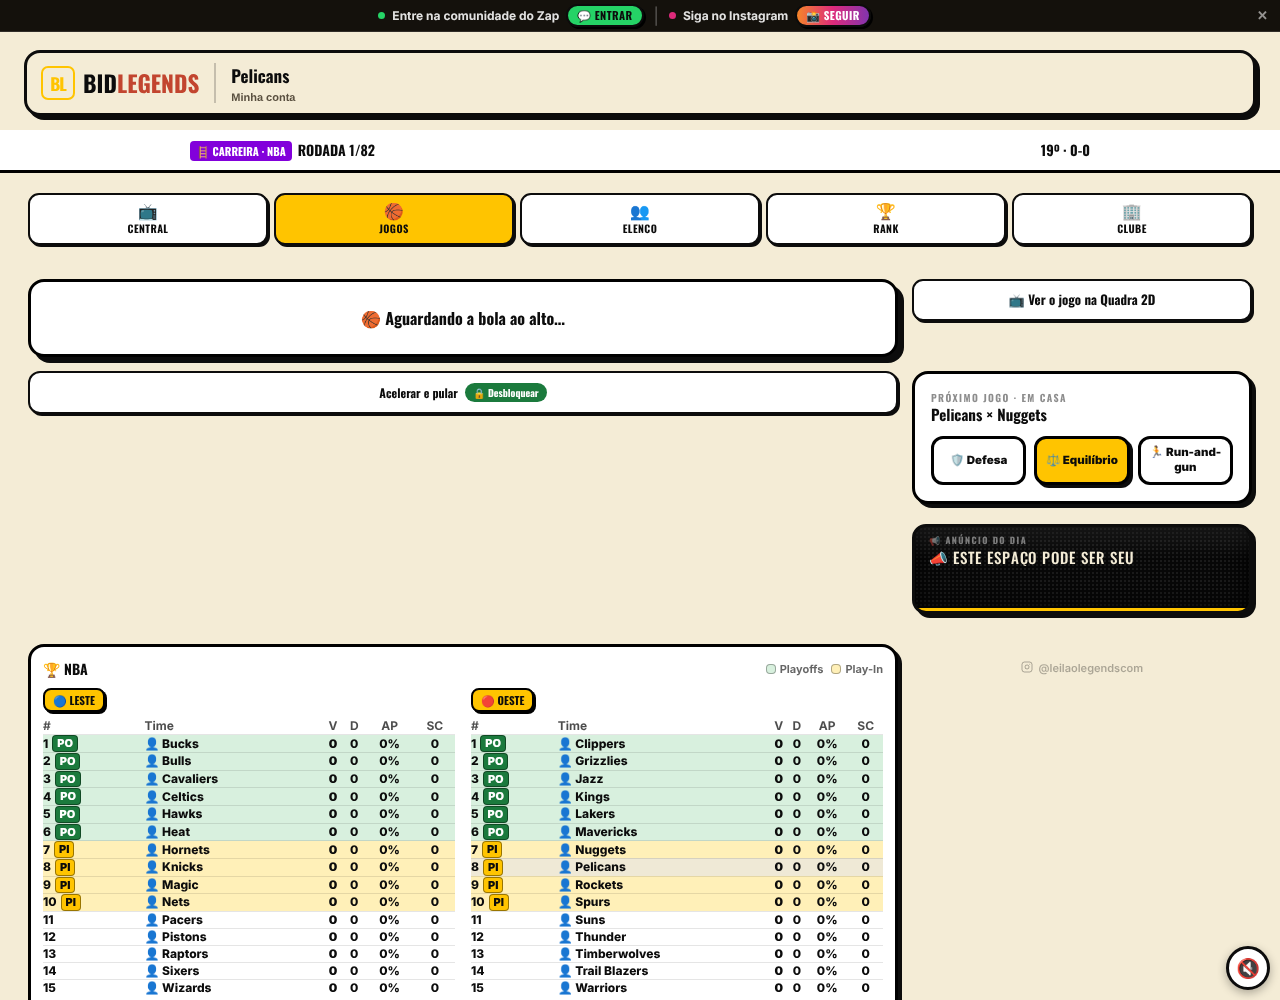 Entre na comunidade do Zap 💬 ENTRAR Siga no Instagram 📸 SEGUIR ✕
BL BIDLEGENDS
Pelicans
Minha conta
CARREIRA · NBA RODADA 1/82 19º · 0-0
CENTRAL
JOGOS
ELENCO
RANK
CLUBE
🏀 Aguardando a bola ao alto...
📺 Ver o jogo na Quadra 2D
Acelerar e pular 🔒 Desbloquear
PRÓXIMO JOGO · EM CASA
Pelicans × Nuggets
🛡️ Defesa
⚖️ Equilíbrio
🏃 Run-and-
gun
📢 ANÚNCIO DO DIA
📣 ESTE ESPAÇO PODE SER SEU
🏆 NBA Playoffs Play-In
@leilaolegendscom
🔵 LESTE
# Time V D AP SC
1 PO Bucks 0 0 0% 0
2 PO Bulls 0 0 0% 0
3 PO Cavaliers 0 0 0% 0
4 PO Celtics 0 0 0% 0
5 PO Hawks 0 0 0% 0
6 PO Heat 0 0 0% 0
7 PI Hornets 0 0 0% 0
8 PI Knicks 0 0 0% 0
9 PI Magic 0 0 0% 0
10 PI Nets 0 0 0% 0
11 Pacers 0 0 0% 0
12 Pistons 0 0 0% 0
13 Raptors 0 0 0% 0
14 Sixers 0 0 0% 0
15 Wizards 0 0 0% 0
🔴 OESTE
# Time V D AP SC
1 PO Clippers 0 0 0% 0
2 PO Grizzlies 0 0 0% 0
3 PO Jazz 0 0 0% 0
4 PO Kings 0 0 0% 0
5 PO Lakers 0 0 0% 0
6 PO Mavericks 0 0 0% 0
7 PI Nuggets 0 0 0% 0
8 PI Pelicans 0 0 0% 0
9 PI Rockets 0 0 0% 0
10 PI Spurs 0 0 0% 0
11 Suns 0 0 0% 0
12 Thunder 0 0 0% 0
13 Timberwolves 0 0 0% 0
14 Trail Blazers 0 0 0% 0
15 Warriors 0 0 0% 0